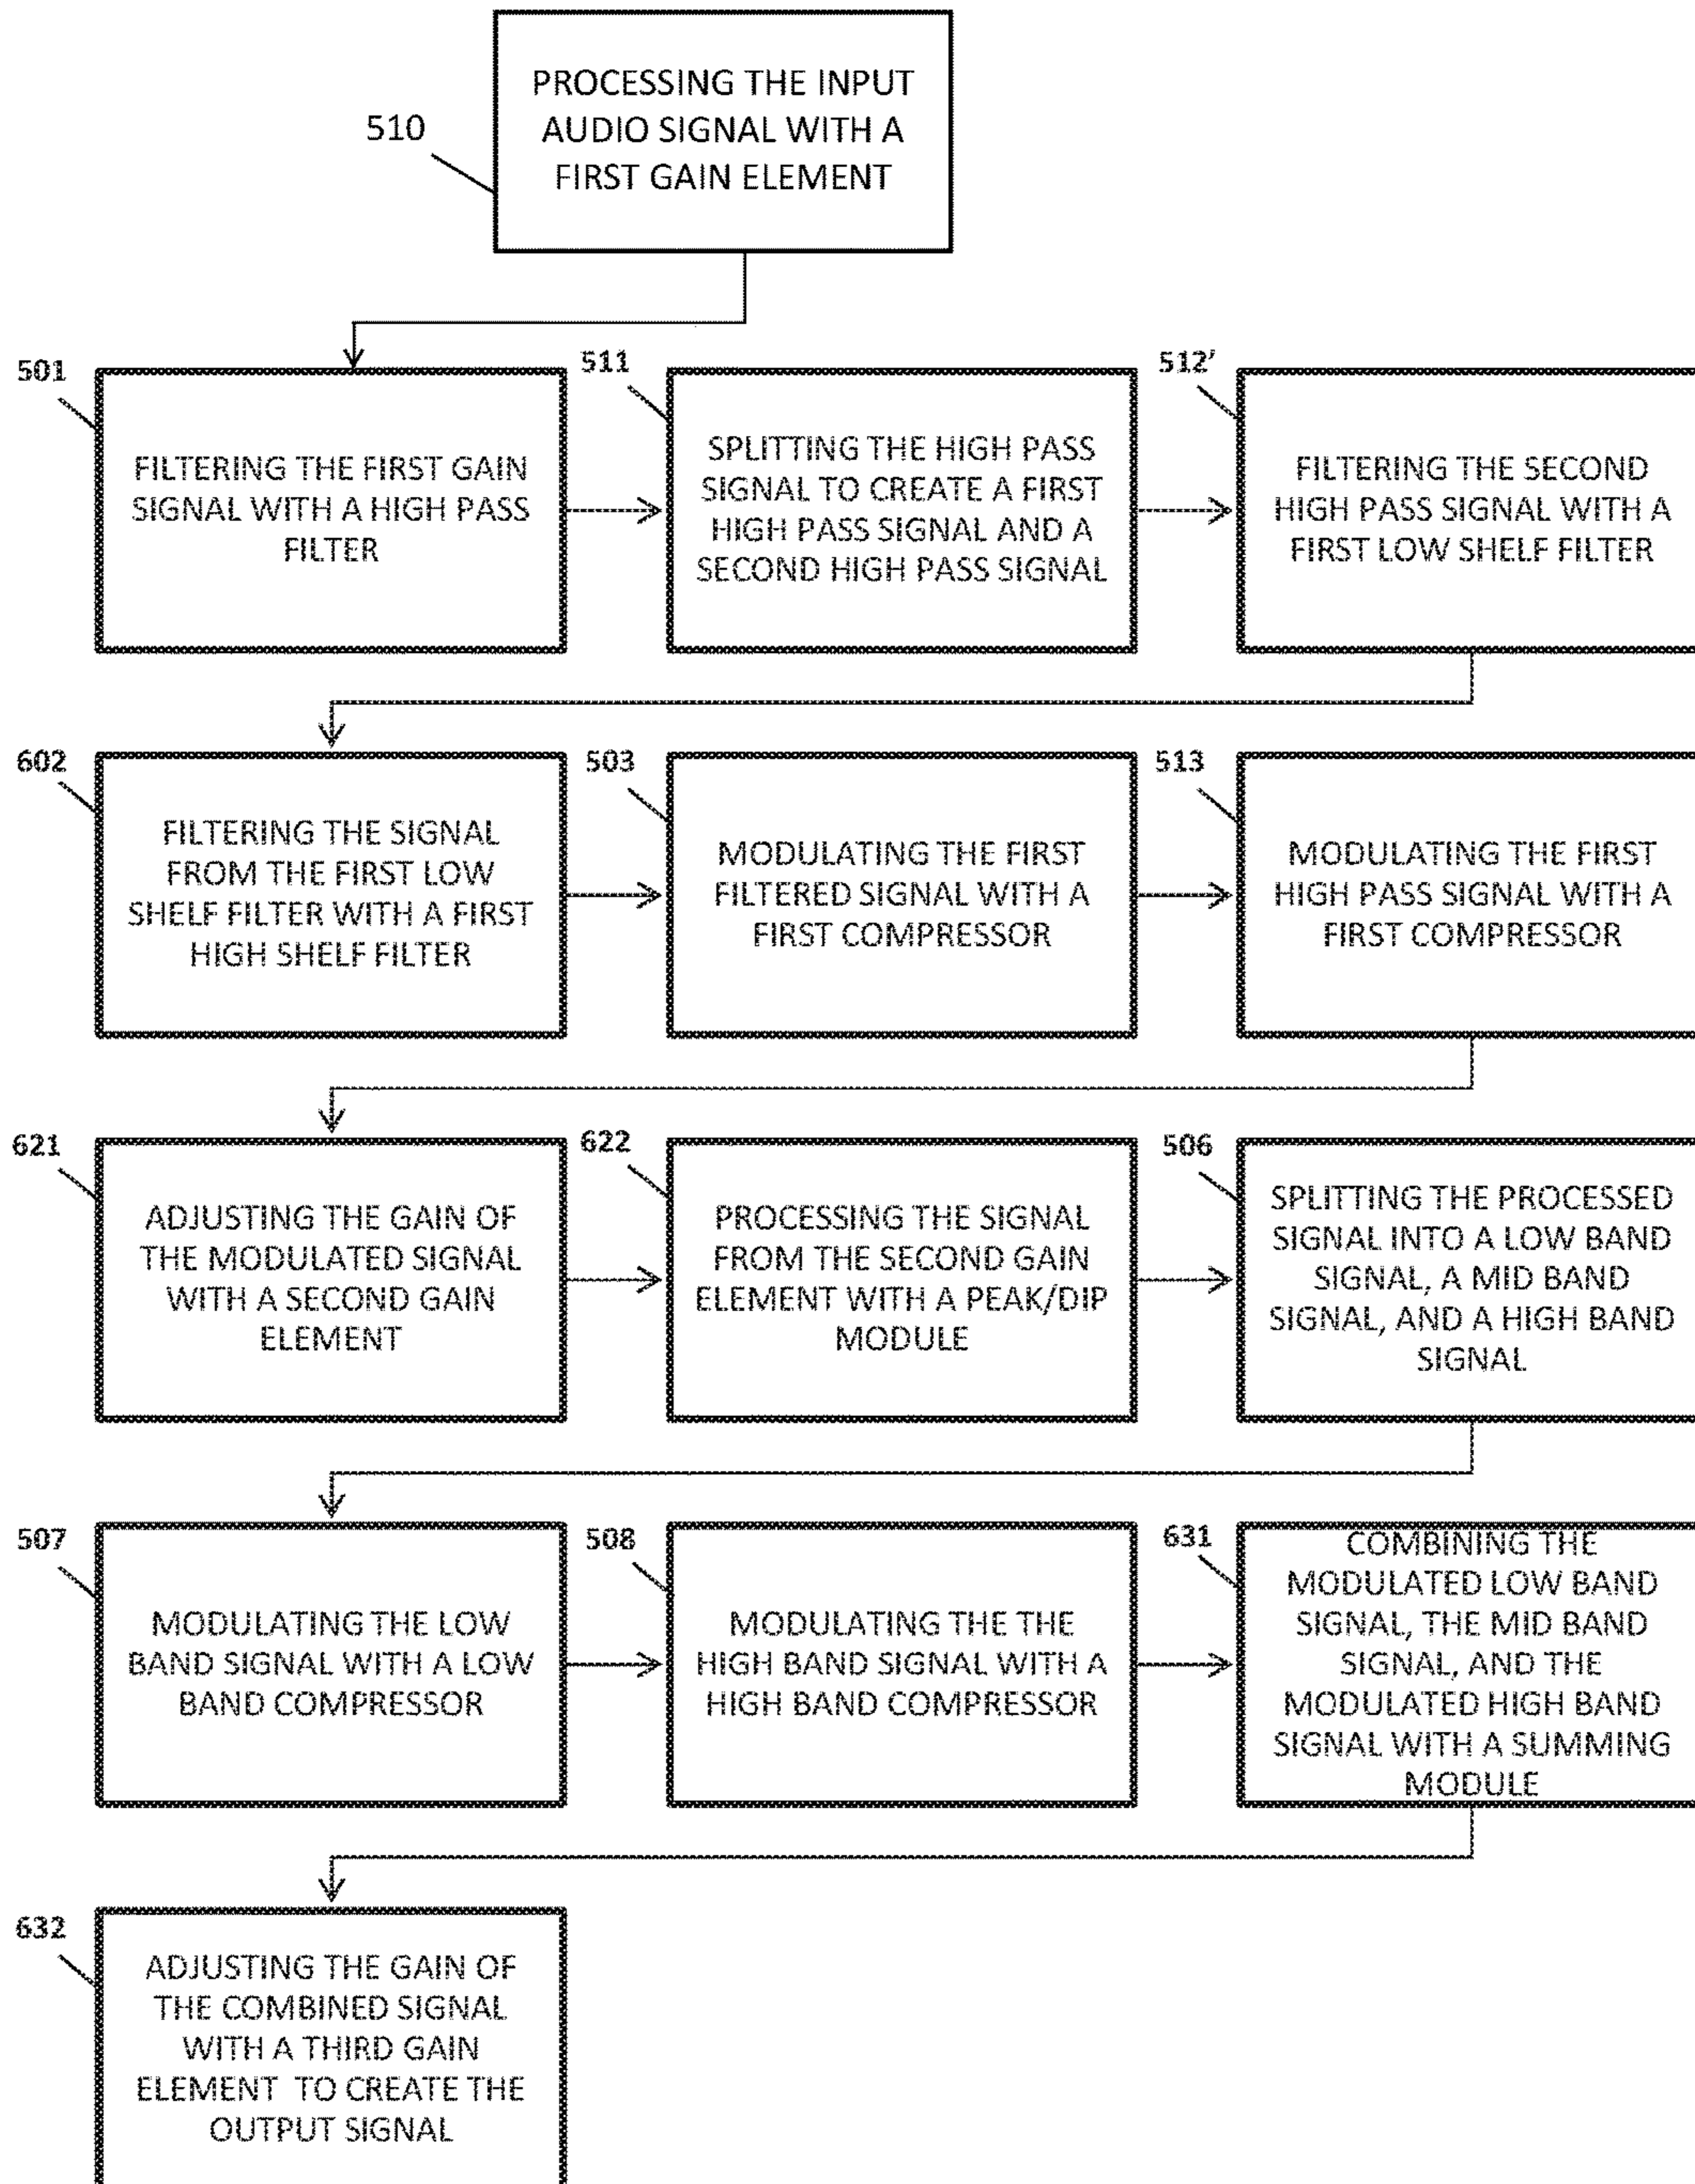 510
PROCESSING THE INPUT
AUDIO SIGNAL WITH A
FIRST GAIN ELEMENT
501
FILTERING THE FIRST GAIN
SIGNAL WITH A HIGH PASS
FILTER
511
SPLITTING THE HIGH PASS
SIGNAL TO CREATE A FIRST
HIGH PASS SIGNAL AND A
SECOND HIGH PASS SIGNAL
512'
FILTERING THE SECOND
HIGH PASS SIGNAL WITH A
FIRST LOW SHELF FILTER
602
FILTERING THE SIGNAL
FROM THE FIRST LOW
SHELF FILTER WITH A FIRST
HIGH SHELF FILTER
503
MODULATING THE FIRST
FILTERED SIGNAL WITH A
FIRST COMPRESSOR
513
MODULATING THE FIRST
HIGH PASS SIGNAL WITH A
FIRST COMPRESSOR
621
ADJUSTING THE GAIN OF
THE MODULATED SIGNAL
WITH A SECOND GAIN
ELEMENT
622
PROCESSING THE SIGNAL
FROM THE SECOND GAIN
ELEMENT WITH A PEAK/DIP
MODULE
506
SPLITTING THE PROCESSED
SIGNAL INTO A LOW BAND
SIGNAL, A MID BAND
SIGNAL, AND A HIGH BAND
SIGNAL
507
MODULATING THE LOW
BAND SIGNAL WITH A LOW
BAND COMPRESSOR
508
MODULATING THE THE
HIGH BAND SIGNAL WITH A
HIGH BAND COMPRESSOR
631
COMBINING THE
MODULATED LOW BAND
SIGNAL, THE MID BAND
SIGNAL, AND THE
MODULATED HIGH BAND
SIGNAL WITH A SUMMING
MODULE
632
ADJUSTING THE GAIN OF
THE COMBINED SIGNAL
WITH A THIRD GAIN
ELEMENT TO CREATE THE
OUTPUT SIGNAL